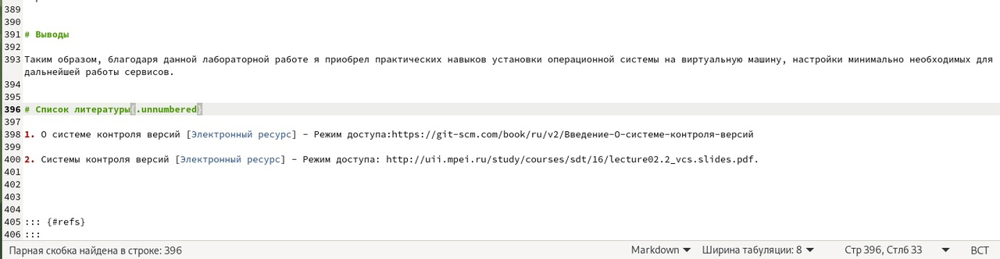 389
390
391 # Выводы
392
393 Таким образом, благодаря данной лабораторной работе я приобрел практических навыков установки операционной системы на виртуальную машину, настройки минимально необходимых для
дальнейшей работы сервисов.
394
395
396 # Список литературы{.unnumbered}
397
398 1. О системе контроля версий [Электронный ресурс] - Режим доступа:https://git-scm.com/book/ru/v2/Введение-О-системе-контроля-версий
399
400 2. Системы контроля версий [Электронный ресурс] - Режим доступа: http://uii.mpei.ru/study/courses/sdt/16/lecture02.2_vcs.slides.pdf.
401
402
403
404
405 ::: {#refs}
406 :::
Парная скобка найдена в строке: 396 Markdown Ширина табуляции: 8 Стр 396, Стлб 33 ВСТ